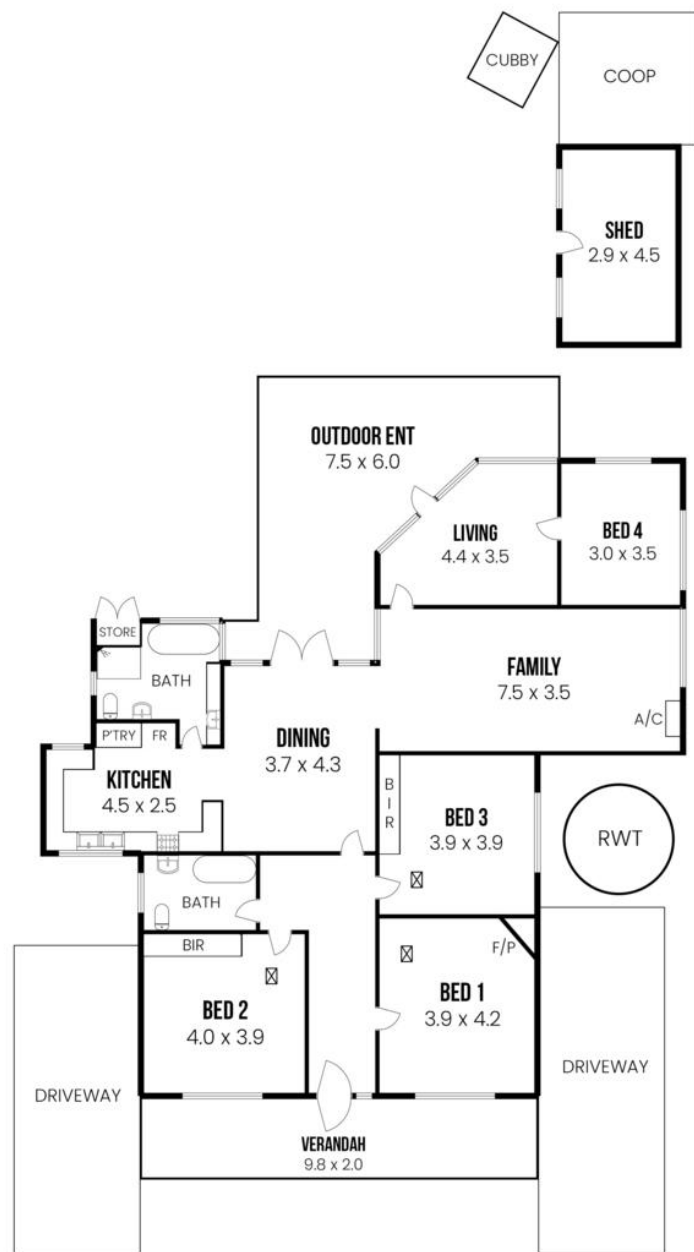 CUBBY
COOP
SHED
2.9 x 4.5
OUTDOOR ENT
7.5 x 6.0
LIVING
4.4 x 3.5
BED 4
3.0 x 3.5
STORE
BATH
FAMILY
7.5 x 3.5
A/C
P'TRY
FR
DINING
3.7 x 4.3
KITCHEN
4.5 x 2.5
BIR
BED 3
3.9 x 3.9
RWT
BATH
BIR
F/P
BED 2
4.0 x 3.9
BED 1
3.9 x 4.2
DRIVEWAY
DRIVEWAY
VERANDAH
9.8 x 2.0